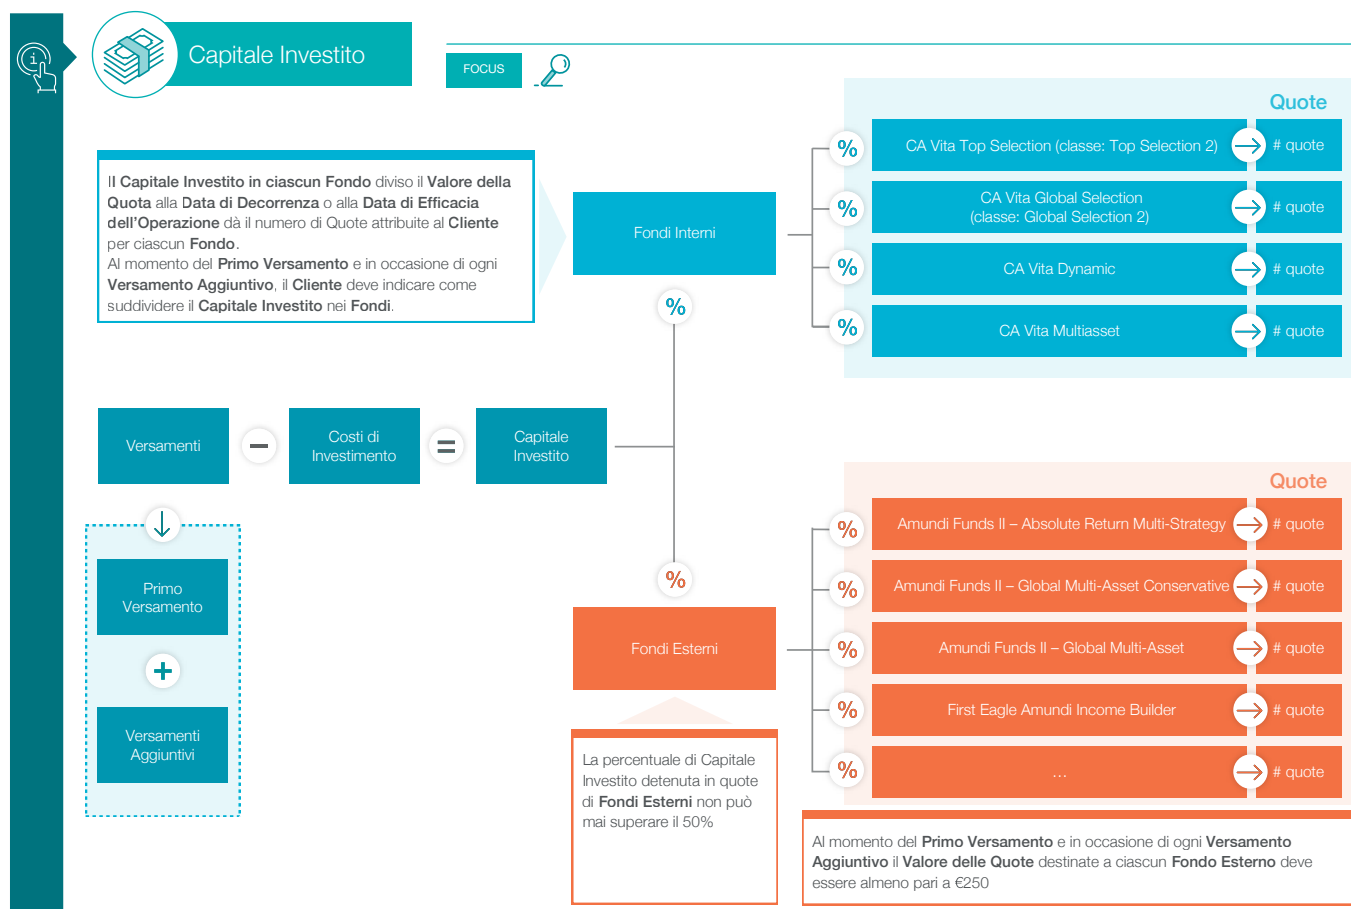 Capitale Investito
FOCUS
Il Capitale Investito in ciascun Fondo diviso il Valore della
Quota alla Data di Decorrenza o alla Data di Efficacia
dell'Operazione dà il numero di Quote attribuite al Cliente
per ciascun Fondo.
Al momento del Primo Versamento e in occasione di ogni
Versamento Aggiuntivo, il Cliente deve indicare come
suddividere il Capitale Investito nei Fondi.
Fondi Interni
%
Quote
%
CA Vita Top Selection (classe: Top Selection 2)
# quote
%
CA Vita Global Selection
(classe: Global Selection 2)
# quote
%
CA Vita Dynamic
# quote
%
CA Vita Multiasset
# quote
Versamenti
−
Costi di
Investimento
=
Capitale
Investito
Primo
Versamento
+
Versamenti
Aggiuntivi
%
Fondi Esterni
La percentuale di Capitale
Investito detenuta in quote
di Fondi Esterni non può
mai superare il 50%
Quote
%
Amundi Funds II – Absolute Return Multi-Strategy
# quote
%
Amundi Funds II – Global Multi-Asset Conservative
# quote
%
Amundi Funds II – Global Multi-Asset
# quote
%
First Eagle Amundi Income Builder
# quote
%
...
# quote
Al momento del Primo Versamento e in occasione di ogni Versamento
Aggiuntivo il Valore delle Quote destinate a ciascun Fondo Esterno deve
essere almeno pari a €250